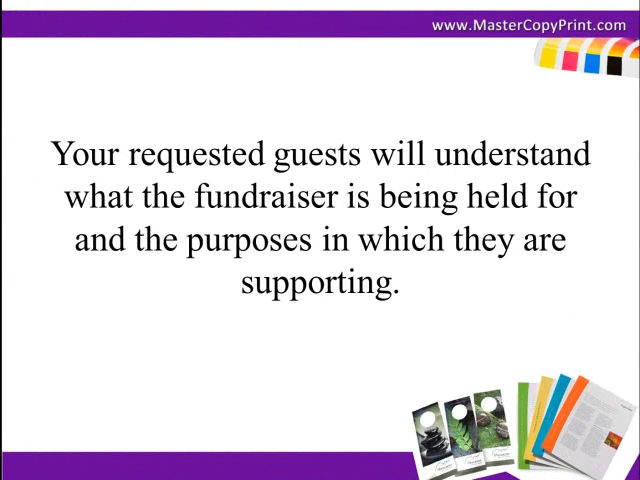 www.MasterCopyPrint.com
Your requested guests will understand
what the fundraiser is being held for
and the purposes in which they are
supporting.